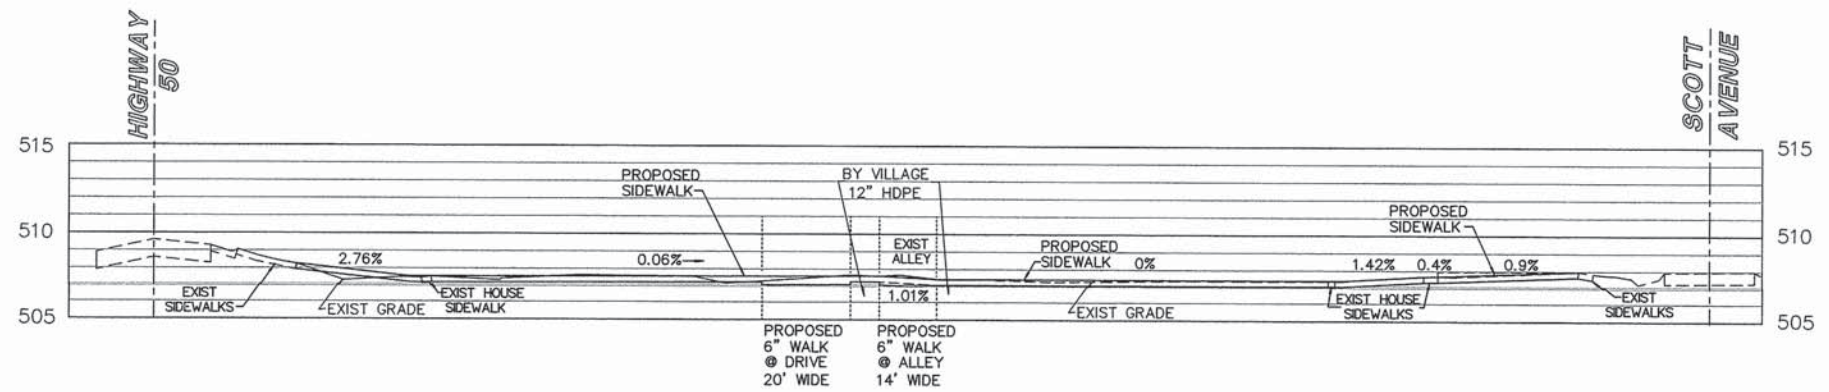 HIGHWAY
50
SCOTT
AVENUE
515
515
PROPOSED
SIDEWALK
BY VILLAGE
12" HDPE
PROPOSED
SIDEWALK
510
510
EXIST
ALLEY
PROPOSED
SIDEWALK 0%
2.76%
0.06%
1.42%
0.4%
0.9%
EXIST
SIDEWALKS
EXIST GRADE
EXIST HOUSE
SIDEWALK
1.01%
EXIST GRADE
EXIST HOUSE
SIDEWALKS
EXIST
SIDEWALKS
505
505
PROPOSED
6" WALK
@ DRIVE
20' WIDE
PROPOSED
6" WALK
@ ALLEY
14' WIDE